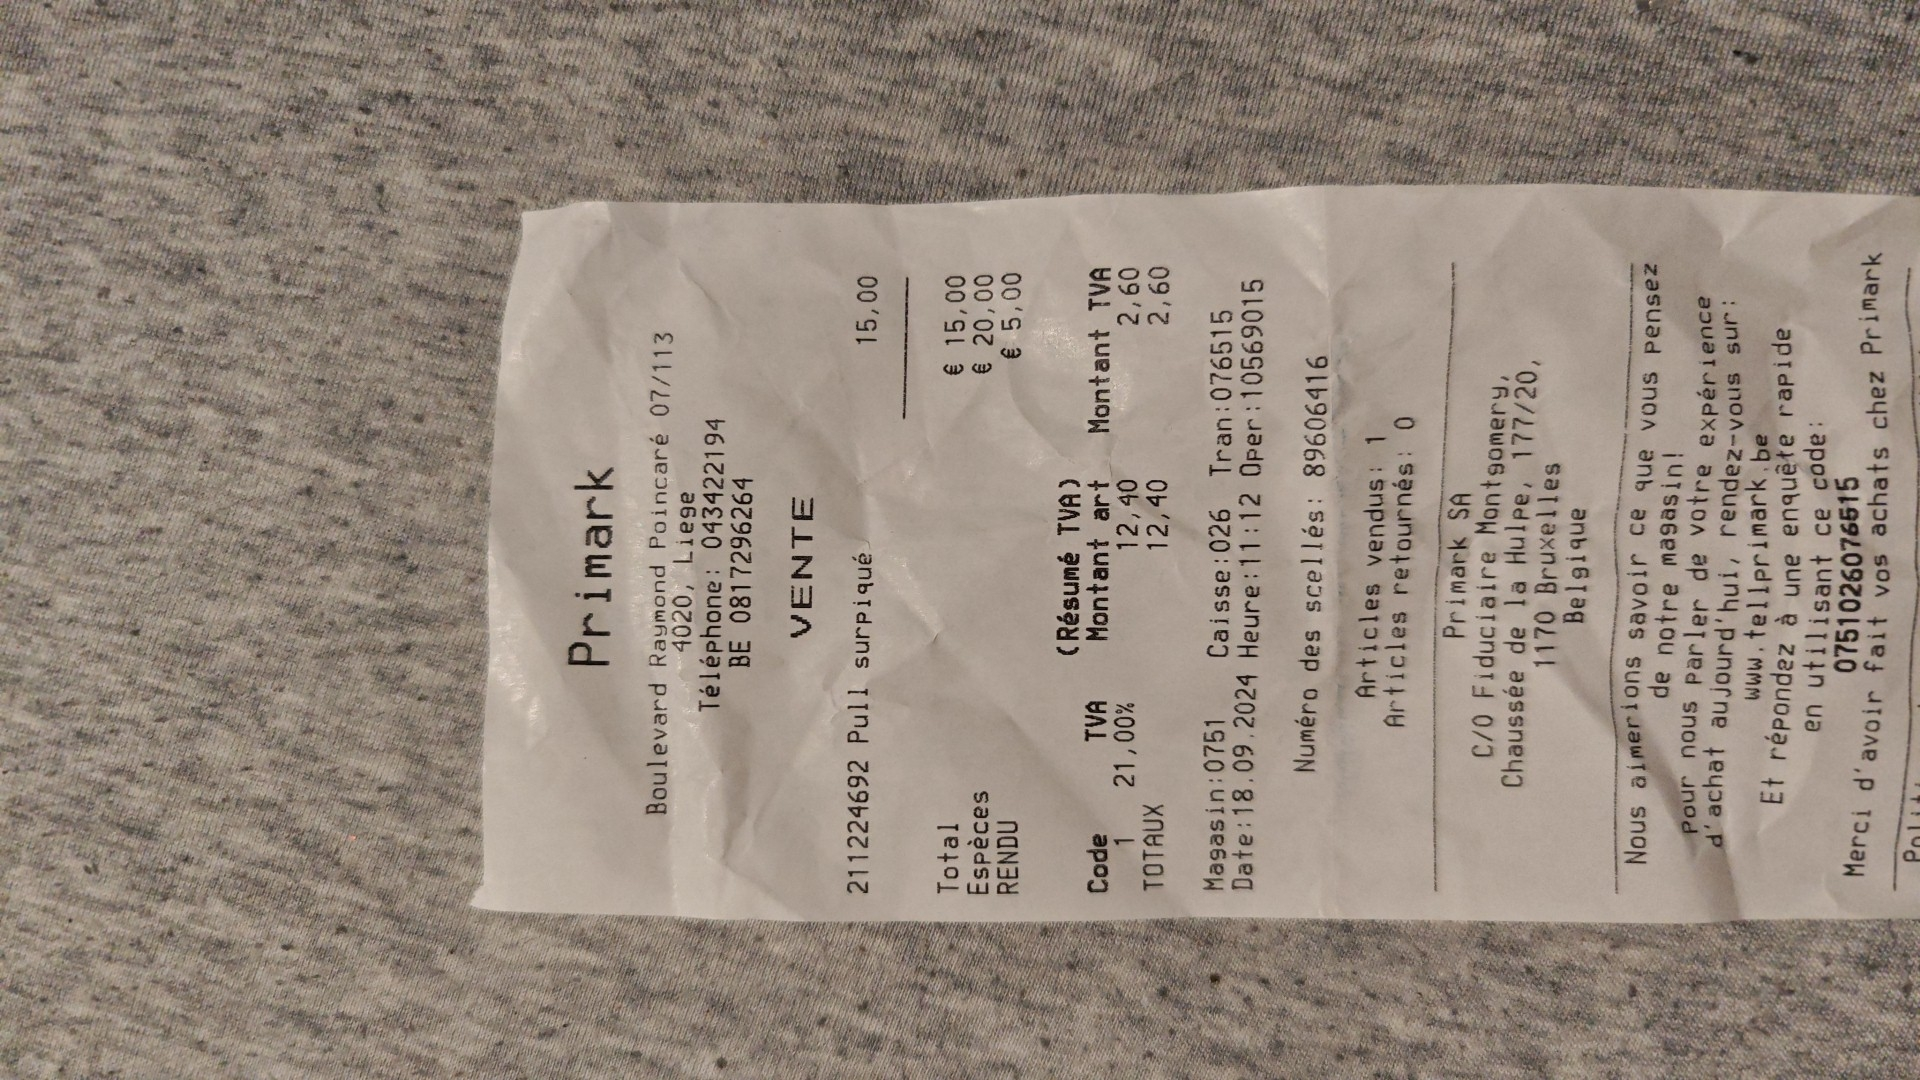 Primark
Boulevard Raymond Poincaré 07/113
4020, Liege
Téléphone: 043422194
BE 0817296264
VENTE
211224692 Pull surpiqué 15,00
Total € 15,00
Espèces € 20,00
RENDU € 5,00
(Résumé TVA)
Code TVA Montant art Montant TVA
1 21,00% 12,40 2,60
TOTAUX 12,40 2,60
Magasin:0751 Caisse:026 Tran:076515
Date:18.09.2024 Heure:11:12 Oper:10569015
Numéro des scellés: 89606416
Articles vendus: 1
Articles retournés: 0
Primark SA
C/O Fiduciaire Montgomery,
Chaussée de la Hulpe, 177/20,
1170 Bruxelles
Belgique
Nous aimerions savoir ce que vous pensez
de notre magasin!
Pour nous parler de votre expérience
d'achat aujourd'hui, rendez-vous sur:
www.tellprimark.be
Et répondez à une enquête rapide
en utilisant ce code:
0751026076515
Merci d'avoir fait vos achats chez Primark